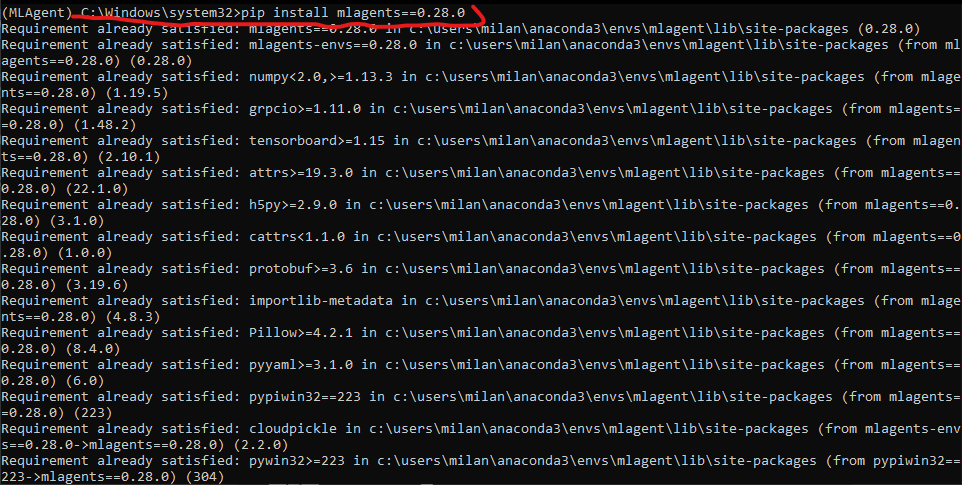 (MLAgent) C:\Windows\system32>pip install mlagents==0.28.0
Requirement already satisfied: mlagents==0.28.0 in c:\users\milan\anaconda3\envs\mlagent\lib\site-packages (0.28.0)
Requirement already satisfied: mlagents-envs==0.28.0 in c:\users\milan\anaconda3\envs\mlagent\lib\site-packages (from ml
agents==0.28.0) (0.28.0)
Requirement already satisfied: numpy<2.0,>=1.13.3 in c:\users\milan\anaconda3\envs\mlagent\lib\site-packages (from mlage
nts==0.28.0) (1.19.5)
Requirement already satisfied: grpcio>=1.11.0 in c:\users\milan\anaconda3\envs\mlagent\lib\site-packages (from mlagents=
=0.28.0) (1.48.2)
Requirement already satisfied: tensorboard>=1.15 in c:\users\milan\anaconda3\envs\mlagent\lib\site-packages (from mlagen
ts==0.28.0) (2.10.1)
Requirement already satisfied: attrs>=19.3.0 in c:\users\milan\anaconda3\envs\mlagent\lib\site-packages (from mlagents==
0.28.0) (22.1.0)
Requirement already satisfied: h5py>=2.9.0 in c:\users\milan\anaconda3\envs\mlagent\lib\site-packages (from mlagents==0.
28.0) (3.1.0)
Requirement already satisfied: cattrs<1.1.0 in c:\users\milan\anaconda3\envs\mlagent\lib\site-packages (from mlagents==0
.28.0) (1.0.0)
Requirement already satisfied: protobuf>=3.6 in c:\users\milan\anaconda3\envs\mlagent\lib\site-packages (from mlagents==
0.28.0) (3.19.6)
Requirement already satisfied: importlib-metadata in c:\users\milan\anaconda3\envs\mlagent\lib\site-packages (from mlage
nts==0.28.0) (4.8.3)
Requirement already satisfied: Pillow>=4.2.1 in c:\users\milan\anaconda3\envs\mlagent\lib\site-packages (from mlagents==
0.28.0) (8.4.0)
Requirement already satisfied: pyyaml>=3.1.0 in c:\users\milan\anaconda3\envs\mlagent\lib\site-packages (from mlagents==
0.28.0) (6.0)
Requirement already satisfied: pypiwin32==223 in c:\users\milan\anaconda3\envs\mlagent\lib\site-packages (from mlagents=
=0.28.0) (223)
Requirement already satisfied: cloudpickle in c:\users\milan\anaconda3\envs\mlagent\lib\site-packages (from mlagents-env
s==0.28.0->mlagents==0.28.0) (2.2.0)
Requirement already satisfied: pywin32>=223 in c:\users\milan\anaconda3\envs\mlagent\lib\site-packages (from pypiwin32==
223->mlagents==0.28.0) (304)